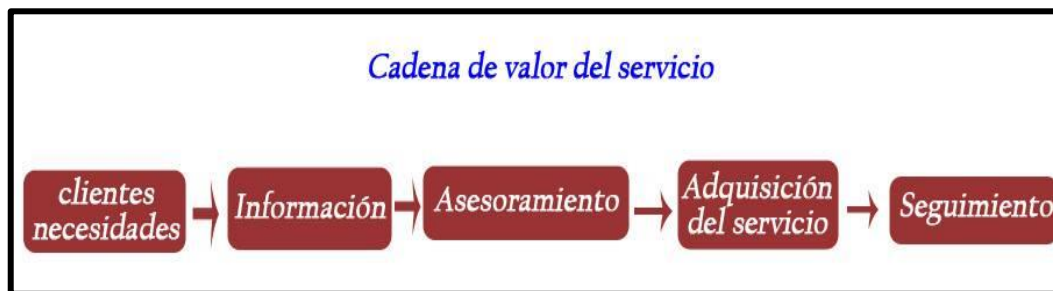 Cadena de valor del servicio
clientes
necesidades
Información
Asesoramiento
Adquisición
del servicio
Seguimiento